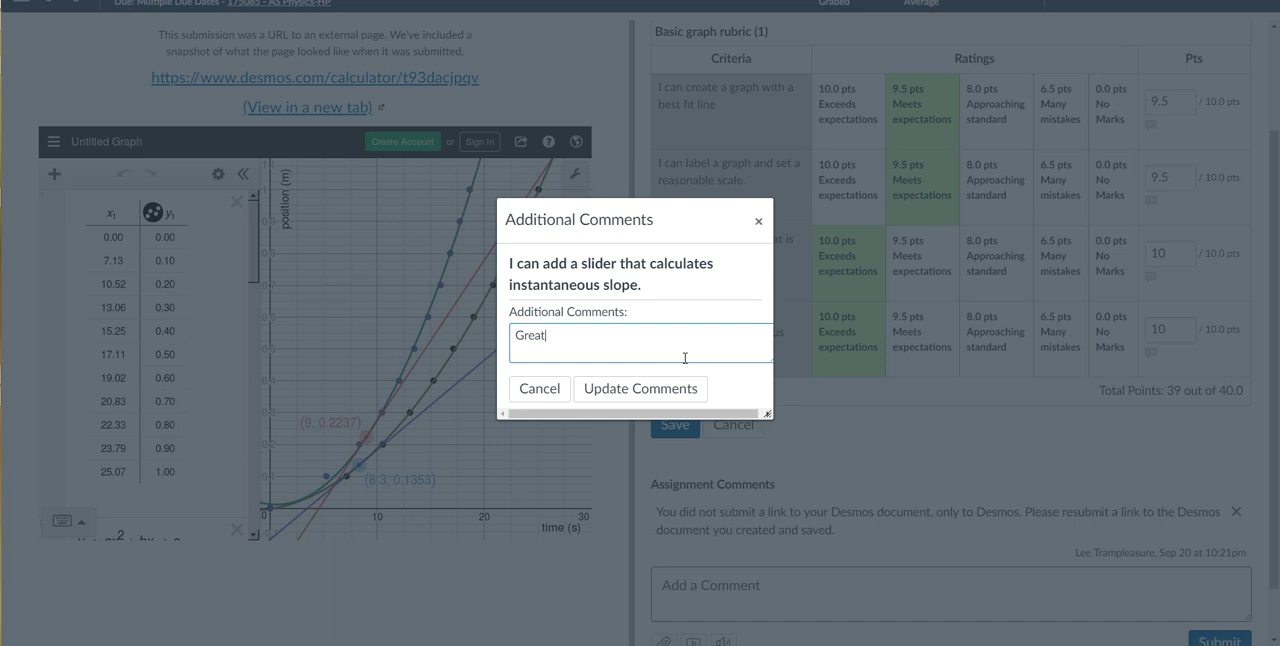 Due: Multiple Due Dates - 175085 - AS Physics-HP
Graded
Average
This submission was a URL to an external page. We've included a
snapshot of what the page looked like when it was submitted.
https://www.desmos.com/calculator/t93dacjpqv
(View in a new tab)
Untitled Graph
Create Account
or
Sign In
x₁ y₁
0.00 0.00
7.13 0.10
10.52 0.20
13.06 0.30
15.25 0.40
17.11 0.50
19.02 0.60
20.83 0.70
22.33 0.80
23.79 0.90
25.07 1.00
position (m)
(9, 0.2237)
(8.3, 0.1353)
0
10
20
30
time (s)
Basic graph rubric (1)
Criteria Ratings Pts
I can create a graph with a
best fit line
10.0 pts
Exceeds
expectations
9.5 pts
Meets
expectations
8.0 pts
Approaching
standard
6.5 pts
Many
mistakes
0.0 pts
No
Marks
9.5 / 10.0 pts
I can label a graph and set a
reasonable scale.
10.0 pts
Exceeds
expectations
9.5 pts
Meets
expectations
8.0 pts
Approaching
standard
6.5 pts
Many
mistakes
0.0 pts
No
Marks
9.5 / 10.0 pts
10.0 pts
Exceeds
expectations
9.5 pts
Meets
expectations
8.0 pts
Approaching
standard
6.5 pts
Many
mistakes
0.0 pts
No
Marks
10 / 10.0 pts
10.0 pts
Exceeds
expectations
9.5 pts
Meets
expectations
8.0 pts
Approaching
standard
6.5 pts
Many
mistakes
0.0 pts
No
Marks
10 / 10.0 pts
Total Points: 39 out of 40.0
Save
Cancel
Additional Comments
×
I can add a slider that calculates
instantaneous slope.
Additional Comments:
Great
Cancel
Update Comments
Assignment Comments
You did not submit a link to your Desmos document, only to Desmos. Please resubmit a link to the Desmos
document you created and saved.
Lee Trampleasure, Sep 20 at 10:21pm
Add a Comment
Submit